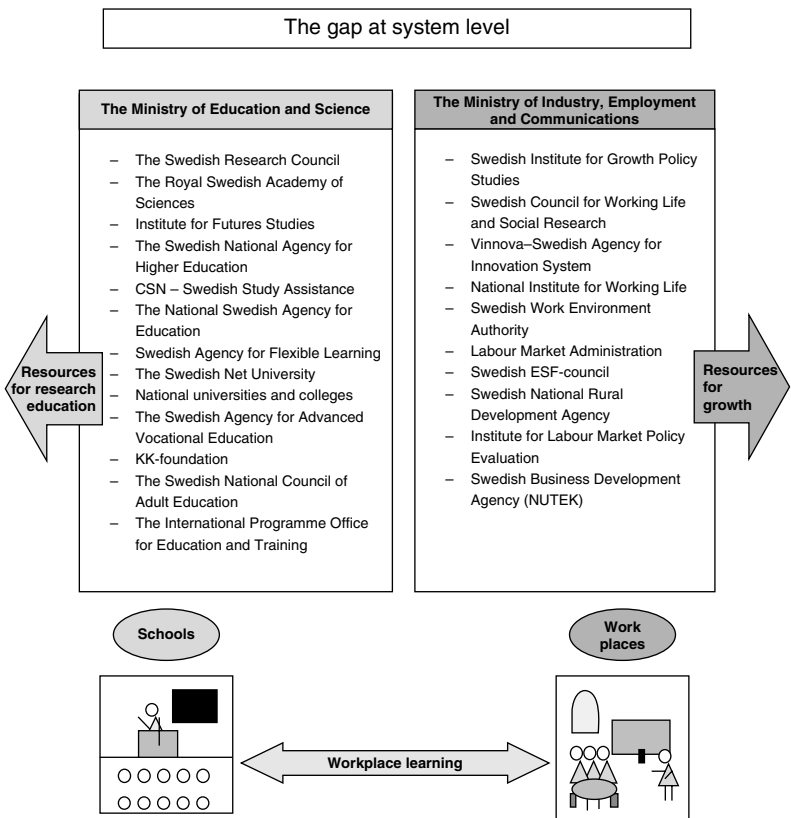 The gap at system level
The Ministry of Education and Science
– The Swedish Research Council
– The Royal Swedish Academy of
Sciences
– Institute for Futures Studies
– The Swedish National Agency for
Higher Education
– CSN – Swedish Study Assistance
– The National Swedish Agency for
Education
– Swedish Agency for Flexible Learning
– The Swedish Net University
– National universities and colleges
– The Swedish Agency for Advanced
Vocational Education
– KK-foundation
– The Swedish National Council of
Adult Education
– The International Programme Office
for Education and Training
The Ministry of Industry, Employment
and Communications
– Swedish Institute for Growth Policy
Studies
– Swedish Council for Working Life
and Social Research
– Vinnova–Swedish Agency for
Innovation System
– National Institute for Working Life
– Swedish Work Environment
Authority
– Labour Market Administration
– Swedish ESF-council
– Swedish National Rural
Development Agency
– Institute for Labour Market Policy
Evaluation
– Swedish Business Development
Agency (NUTEK)
Resources
for research
education
Resources
for
growth
Schools
Work
places
Workplace learning